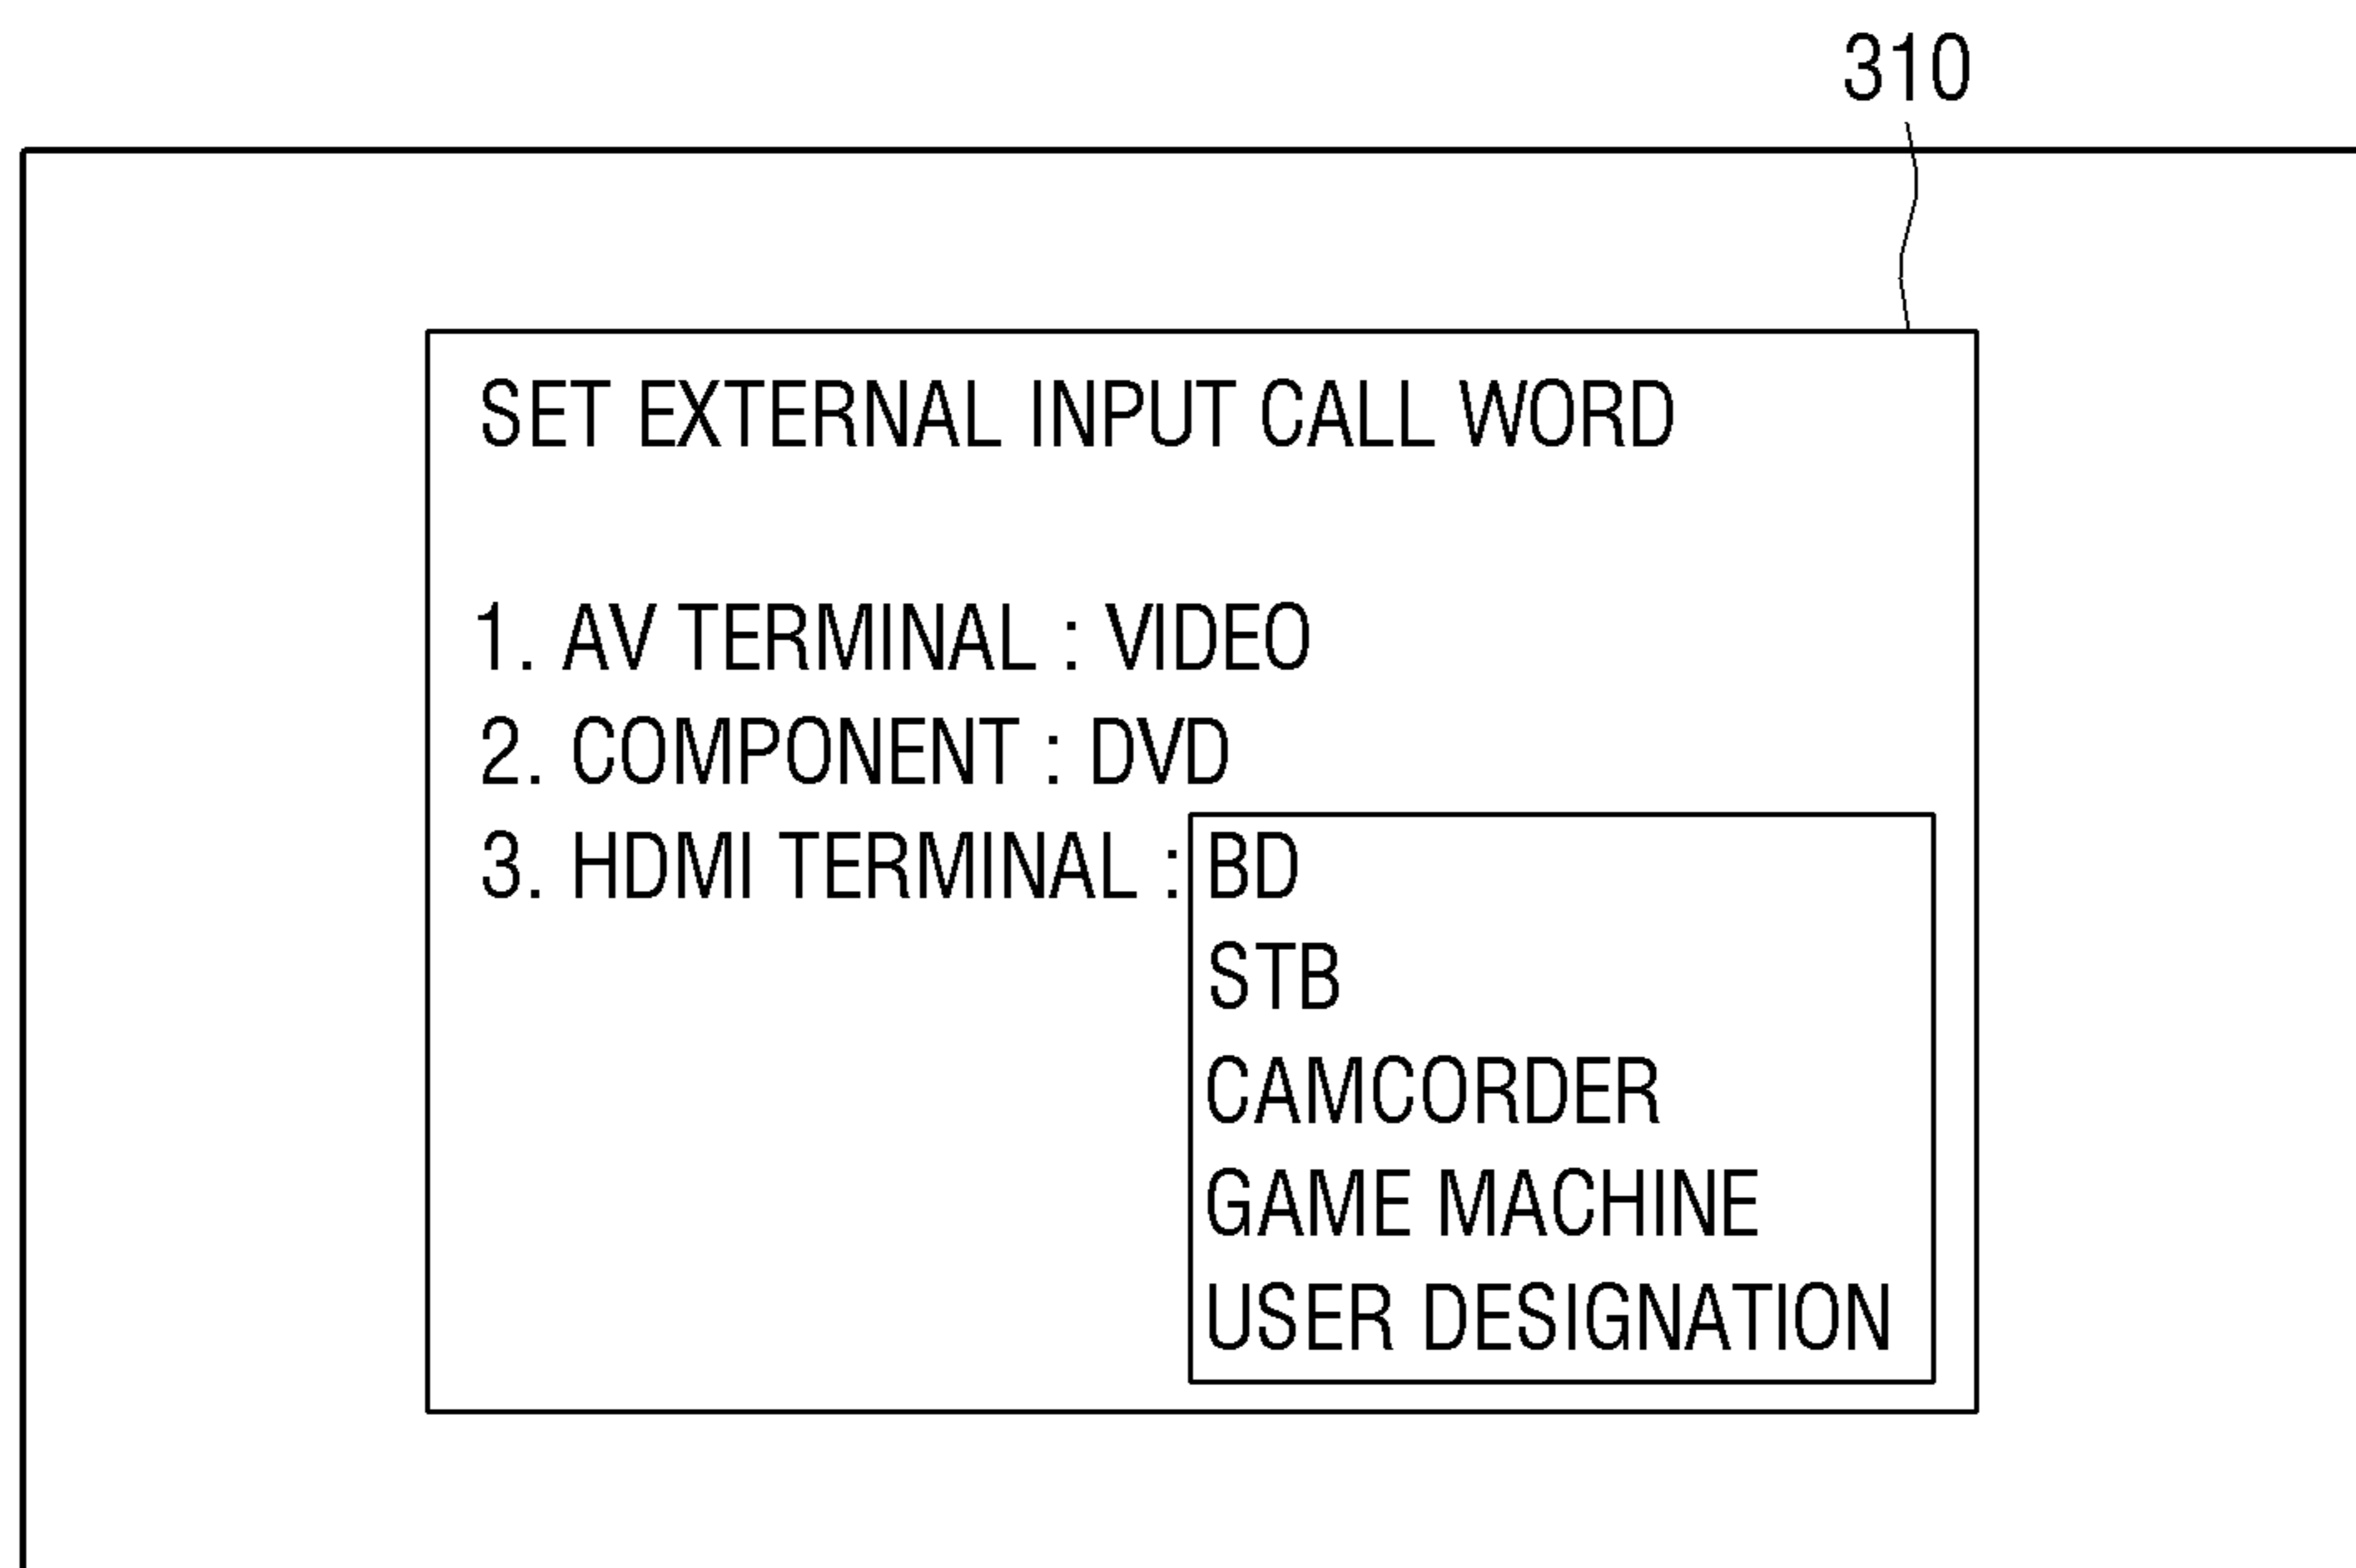 310
SET EXTERNAL INPUT CALL WORD
1. AV TERMINAL : VIDEO
2. COMPONENT : DVD
3. HDMI TERMINAL : BD
STB
CAMCORDER
GAME MACHINE
USER DESIGNATION